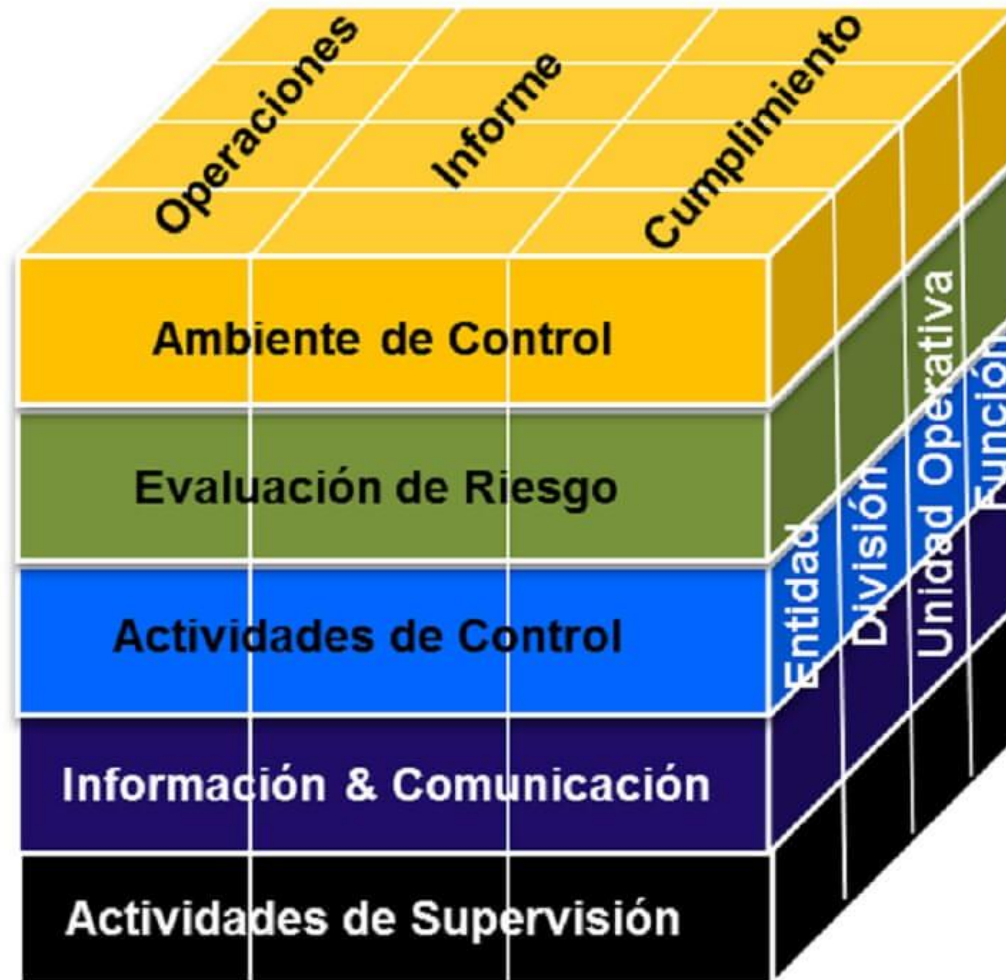 Operaciones
Informe
Cumplimiento
Ambiente de Control
Evaluación de Riesgo
Actividades de Control
Información & Comunicación
Actividades de Supervisión
Entidad
División
Unidad Operativa
Función